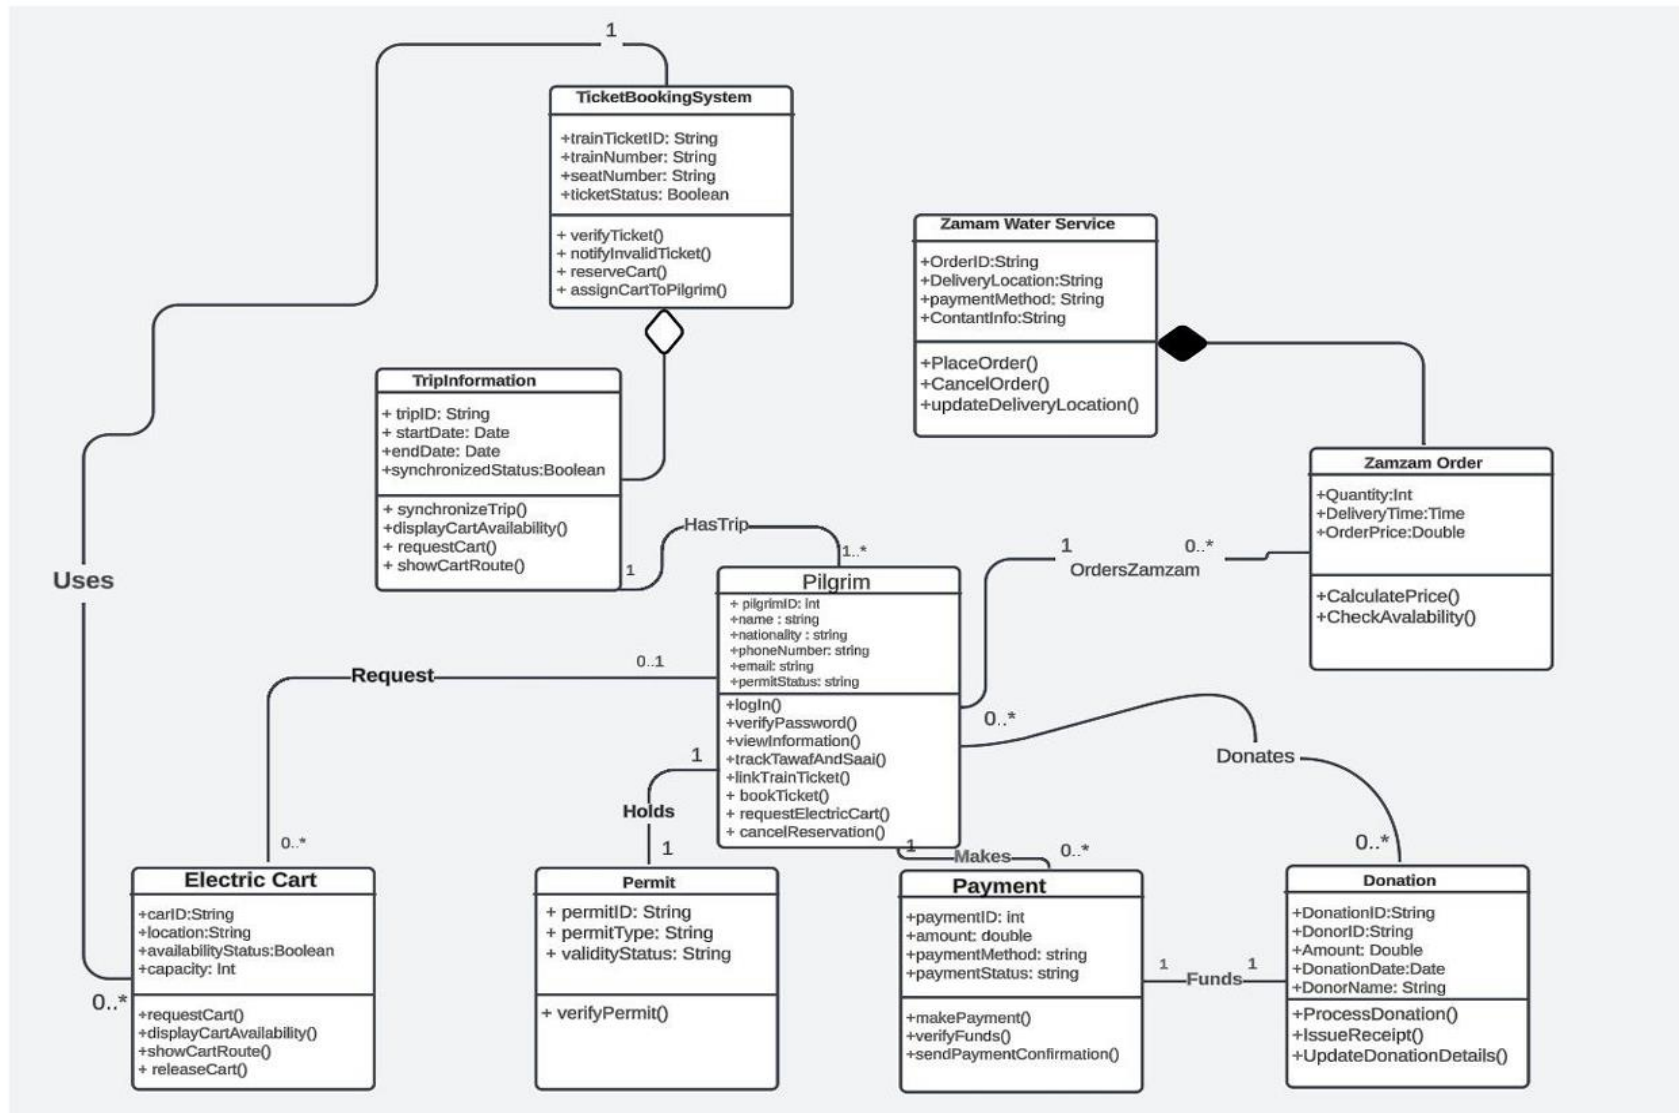 1
TicketBookingSystem
+trainTicketID: String
+trainNumber: String
+seatNumber: String
+ticketStatus: Boolean
+ verifyTicket()
+ notifyInvalidTicket()
+ reserveCart()
+ assignCartToPilgrim()
Zamam Water Service
+OrderID:String
+DeliveryLocation:String
+paymentMethod: String
+ContantInfo:String
+PlaceOrder()
+CancelOrder()
+updateDeliveryLocation()
TripInformation
+ tripID: String
+ startDate: Date
+endDate: Date
+synchronizedStatus:Boolean
+ synchronizeTrip()
+displayCartAvailability()
+ requestCart()
+ showCartRoute()
Zamzam Order
+Quantity:Int
+DeliveryTime:Time
+OrderPrice:Double
+CalculatePrice()
+CheckAvalability()
HasTrip
1..*
1
1
0..*
OrdersZamzam
Uses
Pilgrim
+ pilgrimID: int
+name : string
+nationality : string
+phoneNumber: string
+email: string
+permitStatus: string
+logIn()
+verifyPassword()
+viewInformation()
+trackTawafAndSaai()
+linkTrainTicket()
+ bookTicket()
+ requestElectricCart()
+ cancelReservation()
Request
0..1
0..*
0..*
Donates
0..*
1
Holds
1
1
Makes
0..*
Electric Cart
+carID:String
+location:String
+availabilityStatus:Boolean
+capacity: Int
0..*
+requestCart()
+displayCartAvailability()
+showCartRoute()
+ releaseCart()
Permit
+ permitID: String
+ permitType: String
+ validityStatus: String
+ verifyPermit()
Payment
+paymentID: int
+amount: double
+paymentMethod: string
+paymentStatus: string
+makePayment()
+verifyFunds()
+sendPaymentConfirmation()
1
Funds
1
Donation
+DonationID:String
+DonorID:String
+Amount: Double
+DonationDate:Date
+DonorName: String
+ProcessDonation()
+IssueReceipt()
+UpdateDonationDetails()